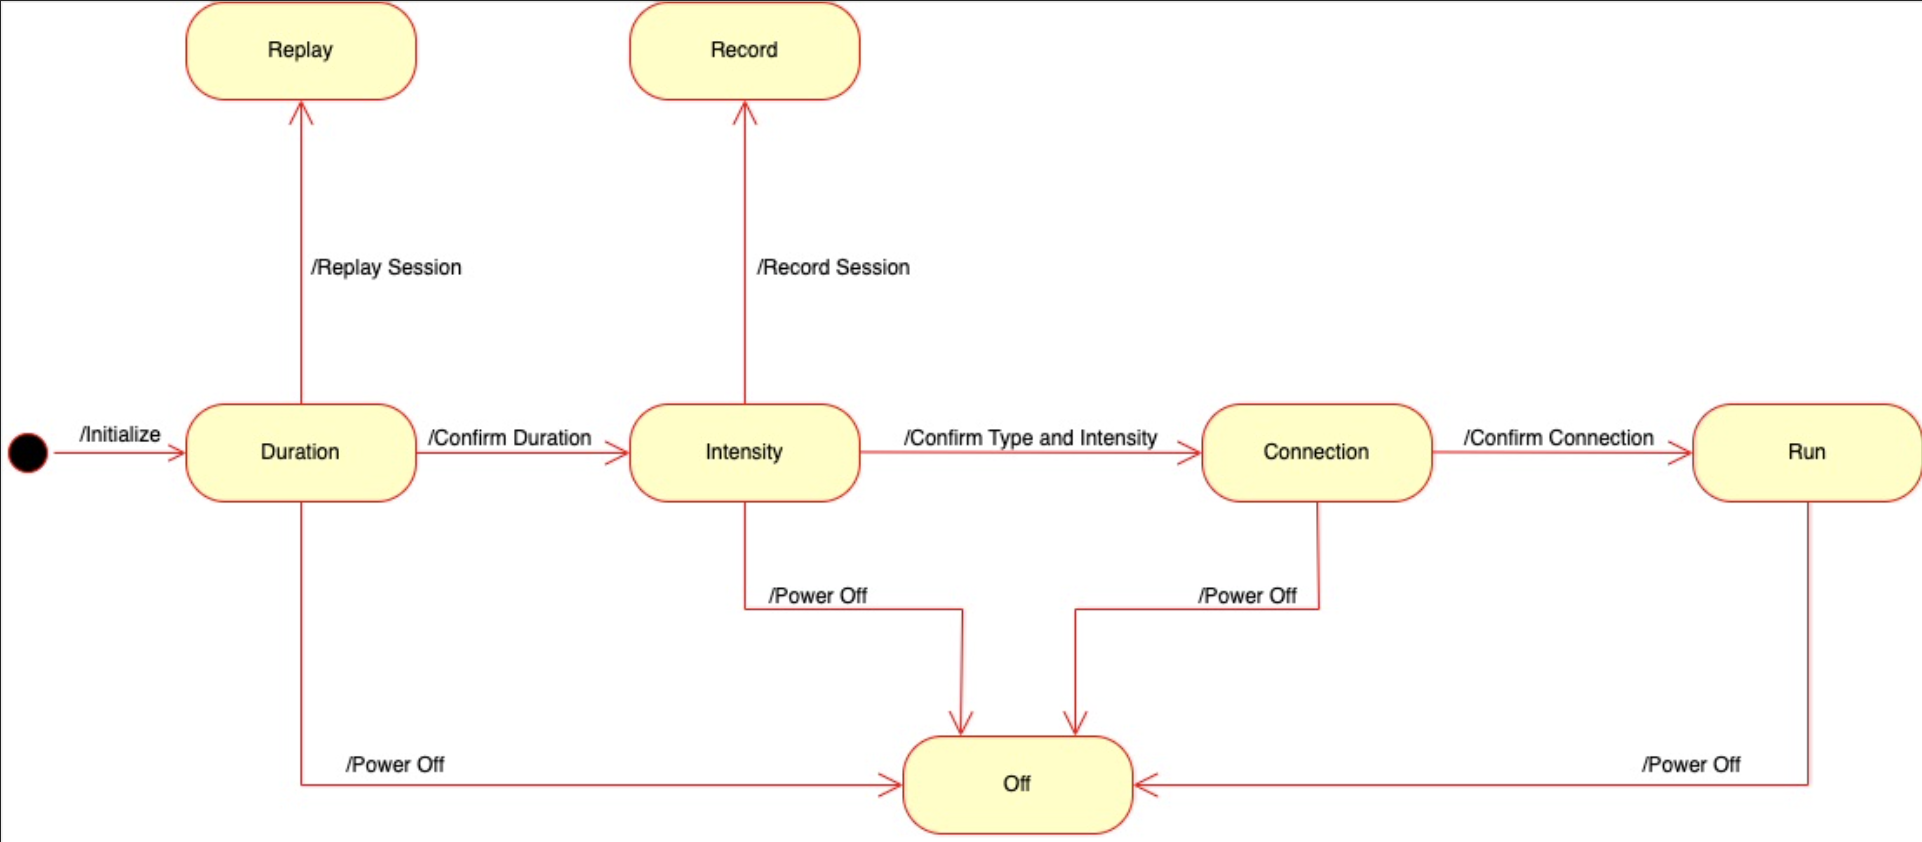 Replay
Record
/Replay Session
/Record Session
/Initialize
Duration
/Confirm Duration
Intensity
/Confirm Type and Intensity
Connection
/Confirm Connection
Run
/Power Off
/Power Off
/Power Off
Off
/Power Off